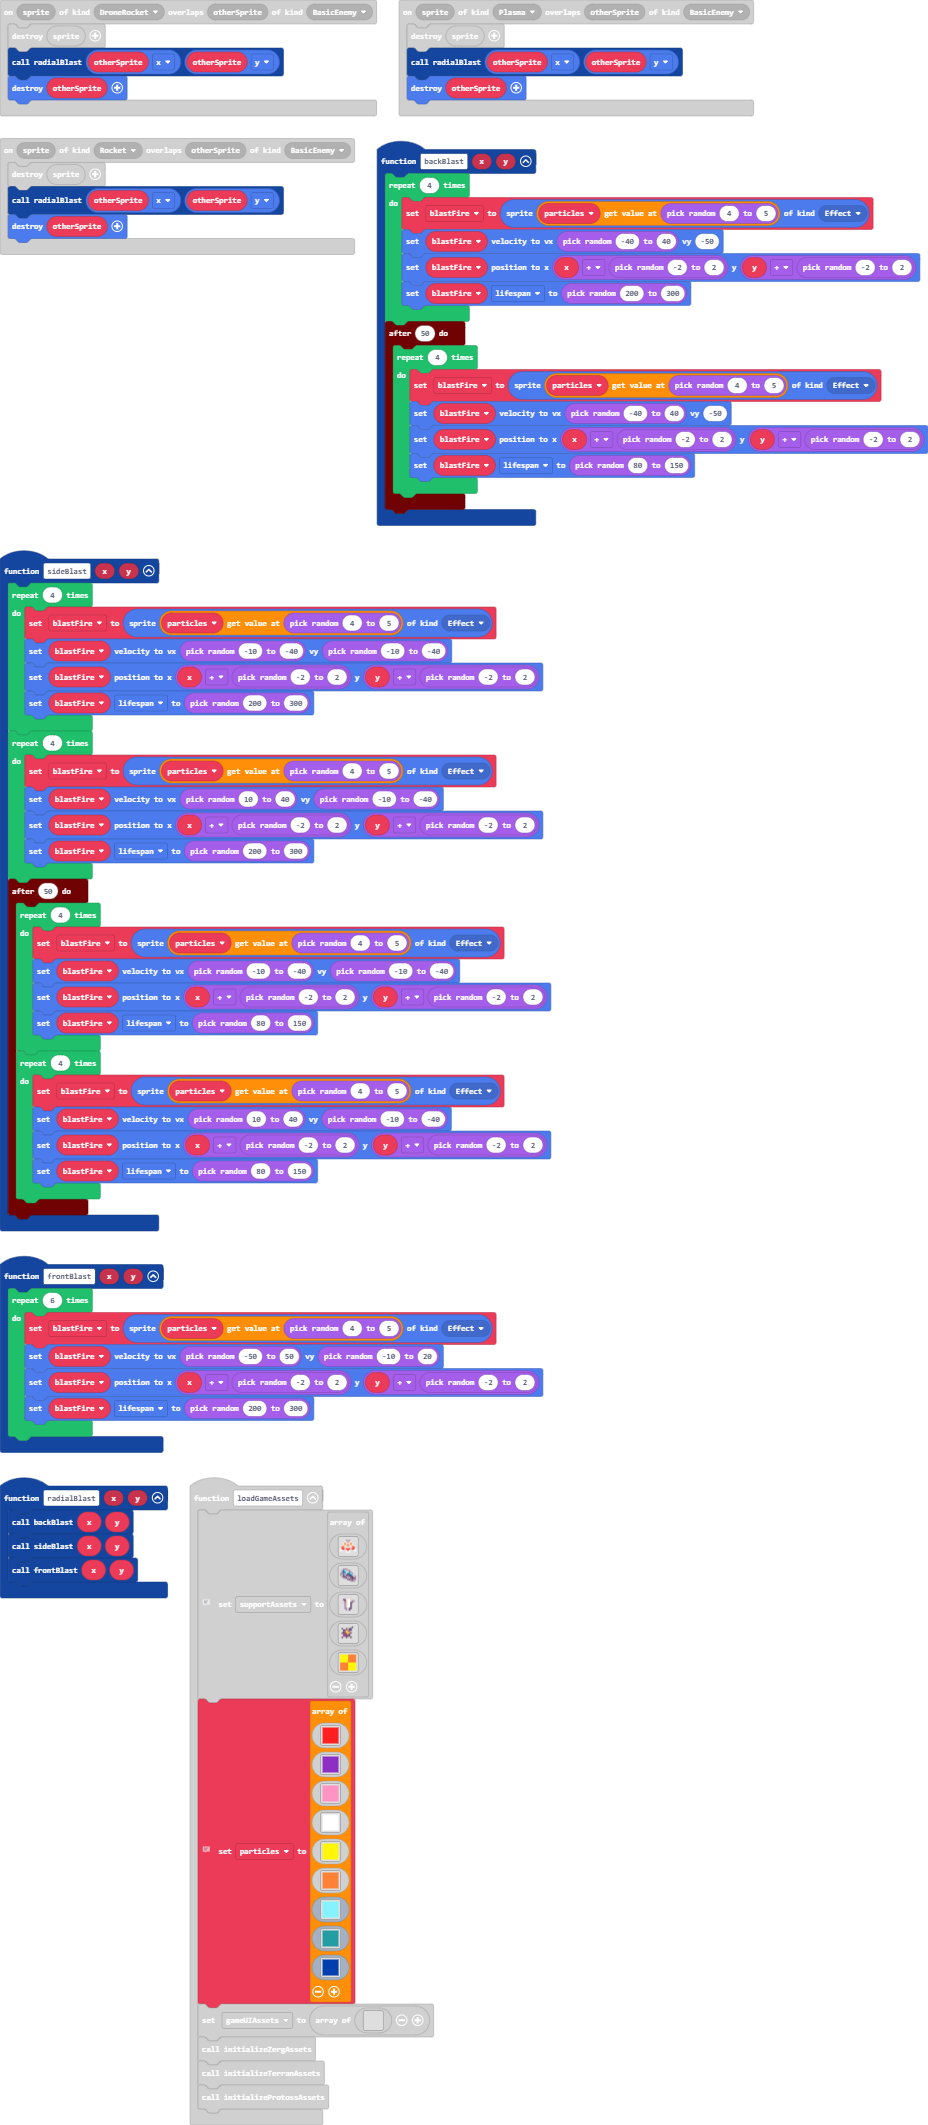 on sprite of kind DroneRocket overlaps otherSprite of kind BasicEnemy
destroy sprite
call radialBlast otherSprite x otherSprite y
destroy otherSprite
on sprite of kind Plasma overlaps otherSprite of kind BasicEnemy
destroy sprite
call radialBlast otherSprite x otherSprite y
destroy otherSprite
on sprite of kind Rocket overlaps otherSprite of kind BasicEnemy
destroy sprite
call radialBlast otherSprite x otherSprite y
destroy otherSprite
function backBlast x y
repeat 4 times
do
set blastFire to sprite particles get value at pick random 4 to 5 of kind Effect
set blastFire velocity to vx pick random -40 to 40 vy -50
set blastFire position to x x + pick random -2 to 2 y y + pick random -2 to 2
set blastFire lifespan to pick random 200 to 300
after 50 do
repeat 4 times
do
set blastFire to sprite particles get value at pick random 4 to 5 of kind Effect
set blastFire velocity to vx pick random -40 to 40 vy -50
set blastFire position to x x + pick random -2 to 2 y y + pick random -2 to 2
set blastFire lifespan to pick random 80 to 150
function sideBlast x y
repeat 4 times
do
set blastFire to sprite particles get value at pick random 4 to 5 of kind Effect
set blastFire velocity to vx pick random -10 to -40 vy pick random -10 to -40
set blastFire position to x x + pick random -2 to 2 y y + pick random -2 to 2
set blastFire lifespan to pick random 200 to 300
repeat 4 times
do
set blastFire to sprite particles get value at pick random 4 to 5 of kind Effect
set blastFire velocity to vx pick random 10 to 40 vy pick random -10 to -40
set blastFire position to x x + pick random -2 to 2 y y + pick random -2 to 2
set blastFire lifespan to pick random 200 to 300
after 50 do
repeat 4 times
do
set blastFire to sprite particles get value at pick random 4 to 5 of kind Effect
set blastFire velocity to vx pick random -10 to -40 vy pick random -10 to -40
set blastFire position to x x + pick random -2 to 2 y y + pick random -2 to 2
set blastFire lifespan to pick random 80 to 150
repeat 4 times
do
set blastFire to sprite particles get value at pick random 4 to 5 of kind Effect
set blastFire velocity to vx pick random 10 to 40 vy pick random -10 to -40
set blastFire position to x x + pick random -2 to 2 y y + pick random -2 to 2
set blastFire lifespan to pick random 80 to 150
function frontBlast x y
repeat 6 times
do
set blastFire to sprite particles get value at pick random 4 to 5 of kind Effect
set blastFire velocity to vx pick random -50 to 50 vy pick random -10 to 20
set blastFire position to x x + pick random -2 to 2 y y + pick random -2 to 2
set blastFire lifespan to pick random 200 to 300
function radialBlast x y
call backBlast x y
call sideBlast x y
call frontBlast x y
function loadGameAssets
array of
set supportAssets to
array of
set particles to
set gameUIAssets to array of
call initializeZergAssets
call initializeTerranAssets
call initializeProtossAssets